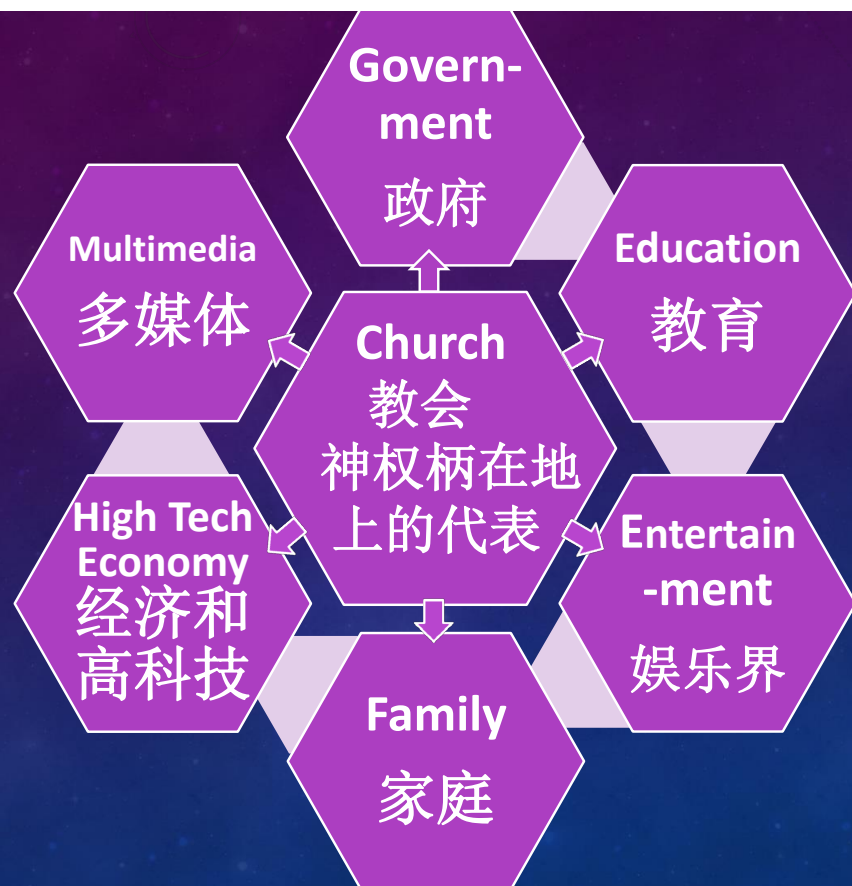 Govern-
ment
政府
Multimedia
多媒体
Education
教育
Church
教会
神权柄在地
上的代表
High Tech
Economy
经济和
高科技
Entertain
-ment
娱乐界
Family
家庭